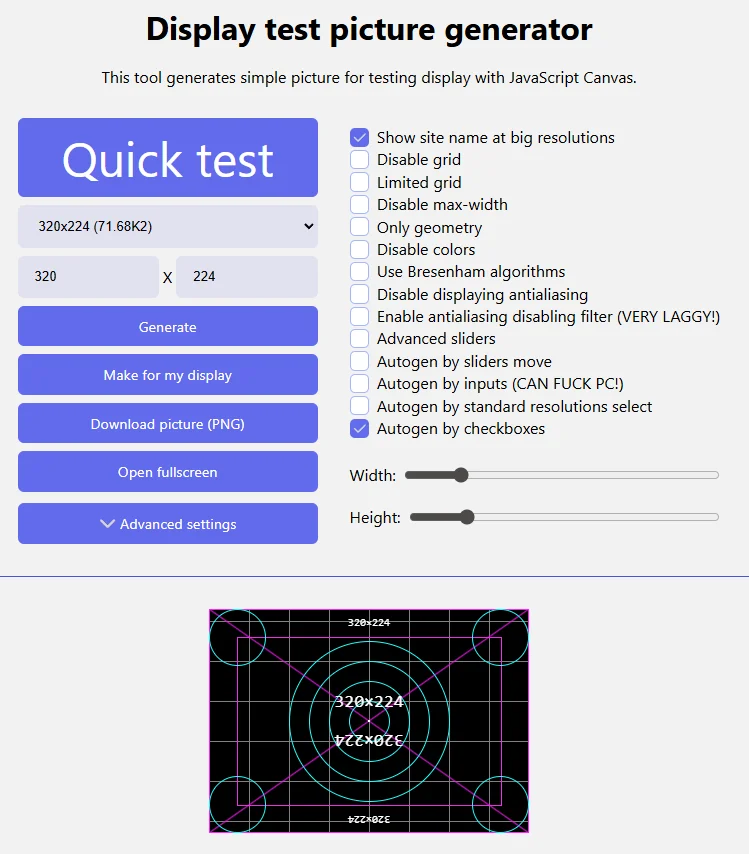 Display test picture generator
This tool generates simple picture for testing display with JavaScript Canvas.
Quick test
320x224 (71.68K2)
320 X 224
Generate
Make for my display
Download picture (PNG)
Open fullscreen
Advanced settings
Show site name at big resolutions
Disable grid
Limited grid
Disable max-width
Only geometry
Disable colors
Use Bresenham algorithms
Disable displaying antialiasing
Enable antialiasing disabling filter (VERY LAGGY!)
Advanced sliders
Autogen by sliders move
Autogen by inputs (CAN FUCK PC!)
Autogen by standard resolutions select
Autogen by checkboxes
Width:
Height:
320×224
320×224
320×224
320×224